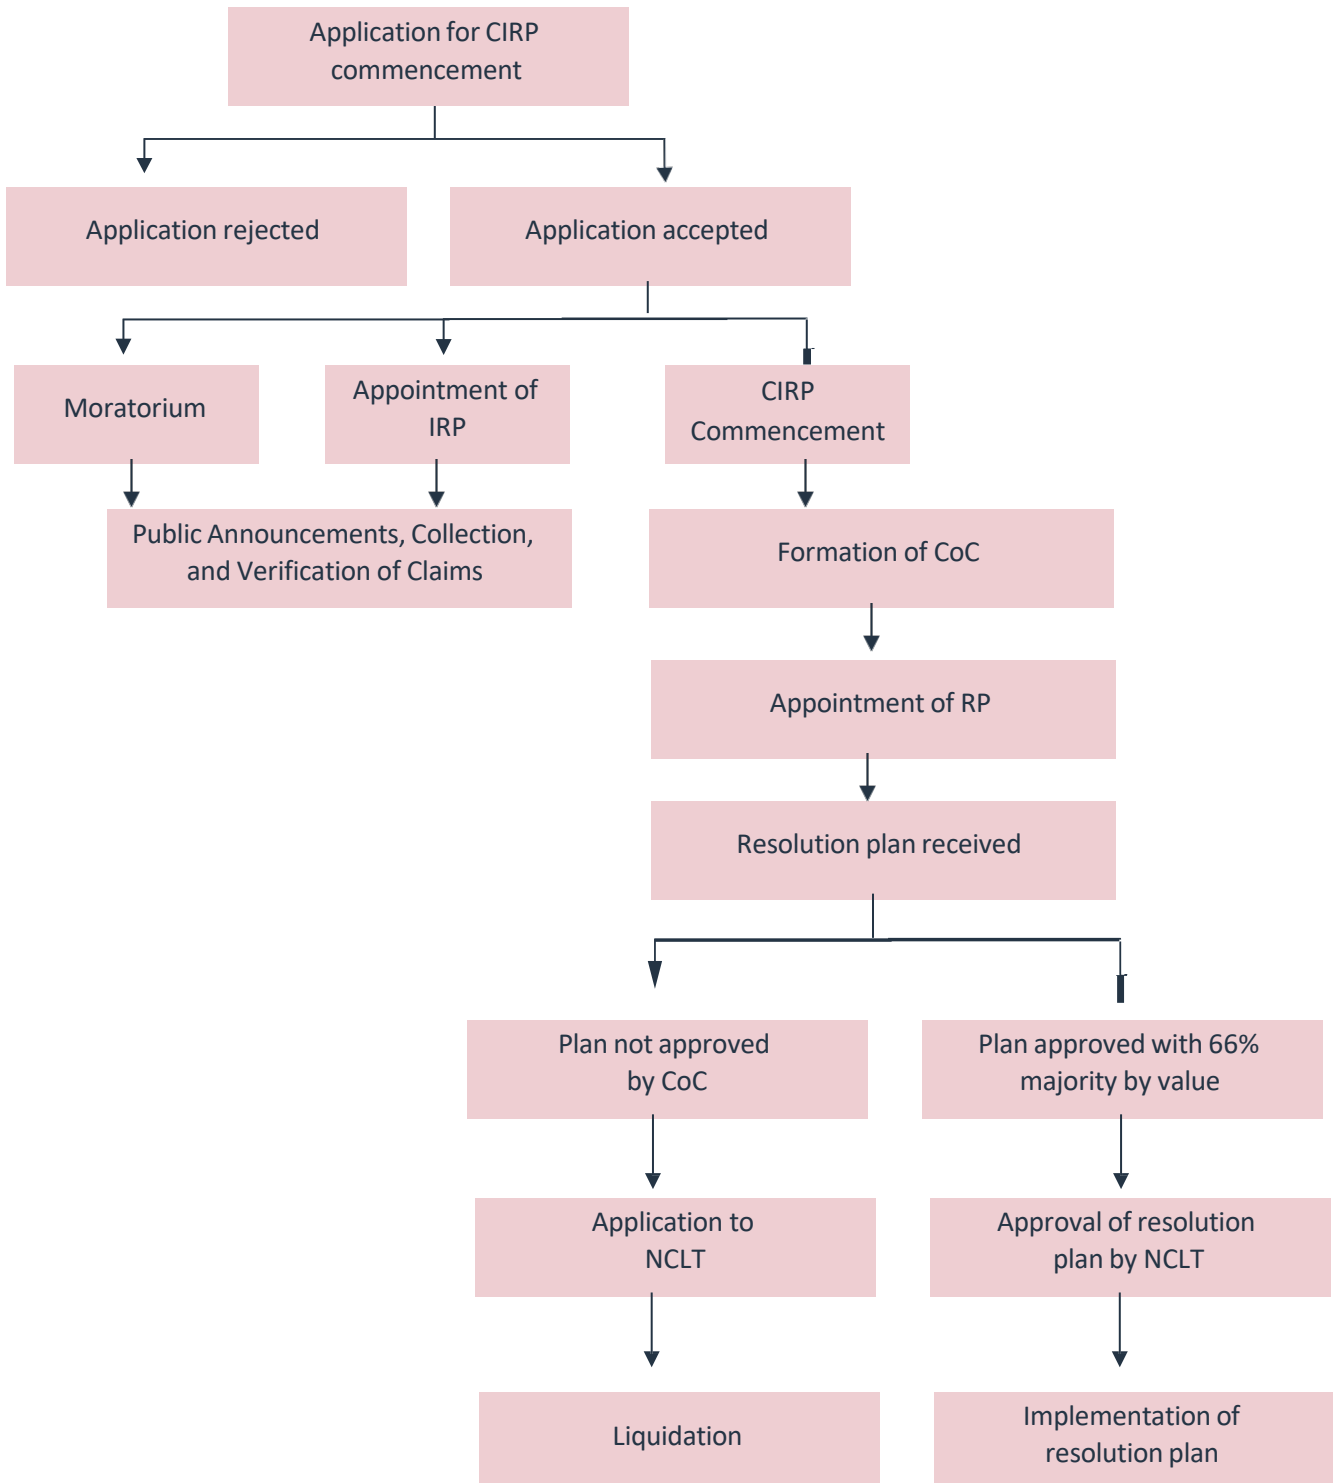 Application for CIRP
commencement
Application rejected
Application accepted
Moratorium
Appointment of
IRP
CIRP
Commencement
Public Announcements, Collection,
and Verification of Claims
Formation of CoC
Appointment of RP
Resolution plan received
Plan not approved
by CoC
Plan approved with 66%
majority by value
Application to
NCLT
Approval of resolution
plan by NCLT
Liquidation
Implementation of
resolution plan